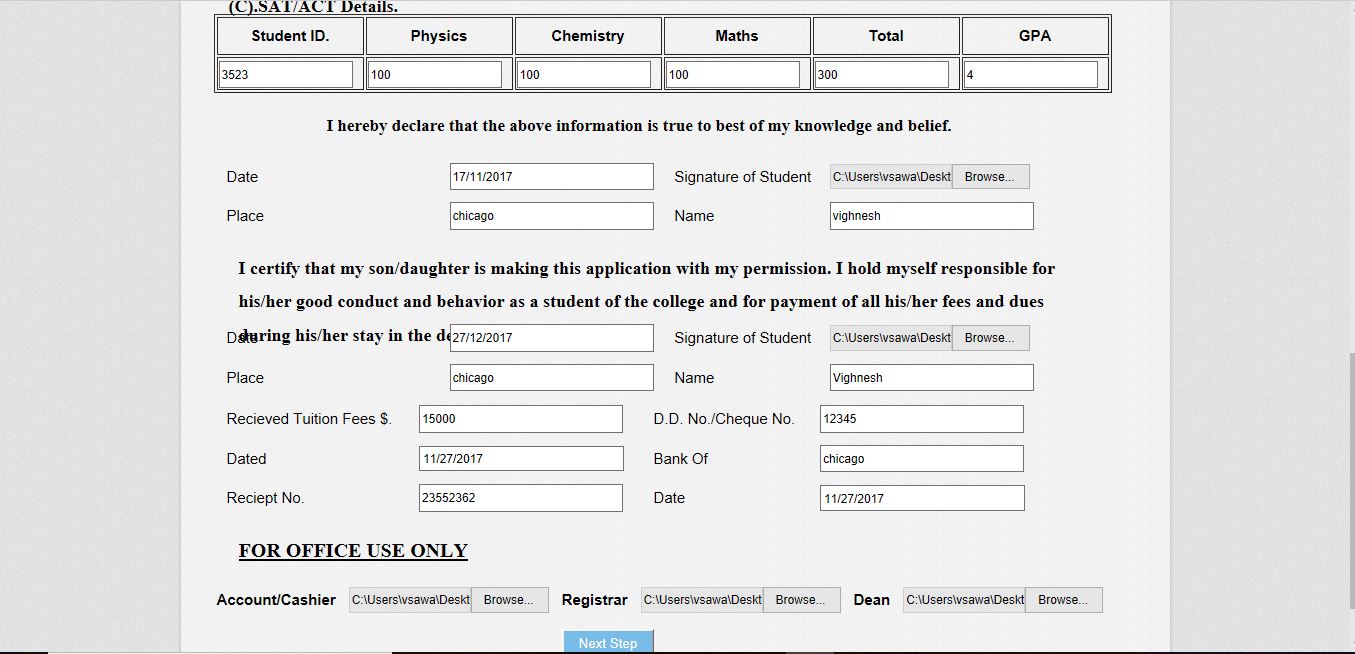 (C).SAT/ACT Details.
Student ID. Physics Chemistry Maths Total GPA
3523 100 100 100 300 4
I hereby declare that the above information is true to best of my knowledge and belief.
Date 17/11/2017 Signature of Student C:\Users\vsawa\Deskt Browse...
Place chicago Name vighnesh
I certify that my son/daughter is making this application with my permission. I hold myself responsible for
his/her good conduct and behavior as a student of the college and for payment of all his/her fees and dues
during his/her stay in the de
Date 27/12/2017 Signature of Student C:\Users\vsawa\Deskt Browse...
Place chicago Name Vighnesh
Recieved Tuition Fees $. 15000 D.D. No./Cheque No. 12345
Dated 11/27/2017 Bank Of chicago
Reciept No. 23552362 Date 11/27/2017
FOR OFFICE USE ONLY
Account/Cashier C:\Users\vsawa\Deskt Browse... Registrar C:\Users\vsawa\Deskt Browse... Dean C:\Users\vsawa\Deskt Browse...
Next Step